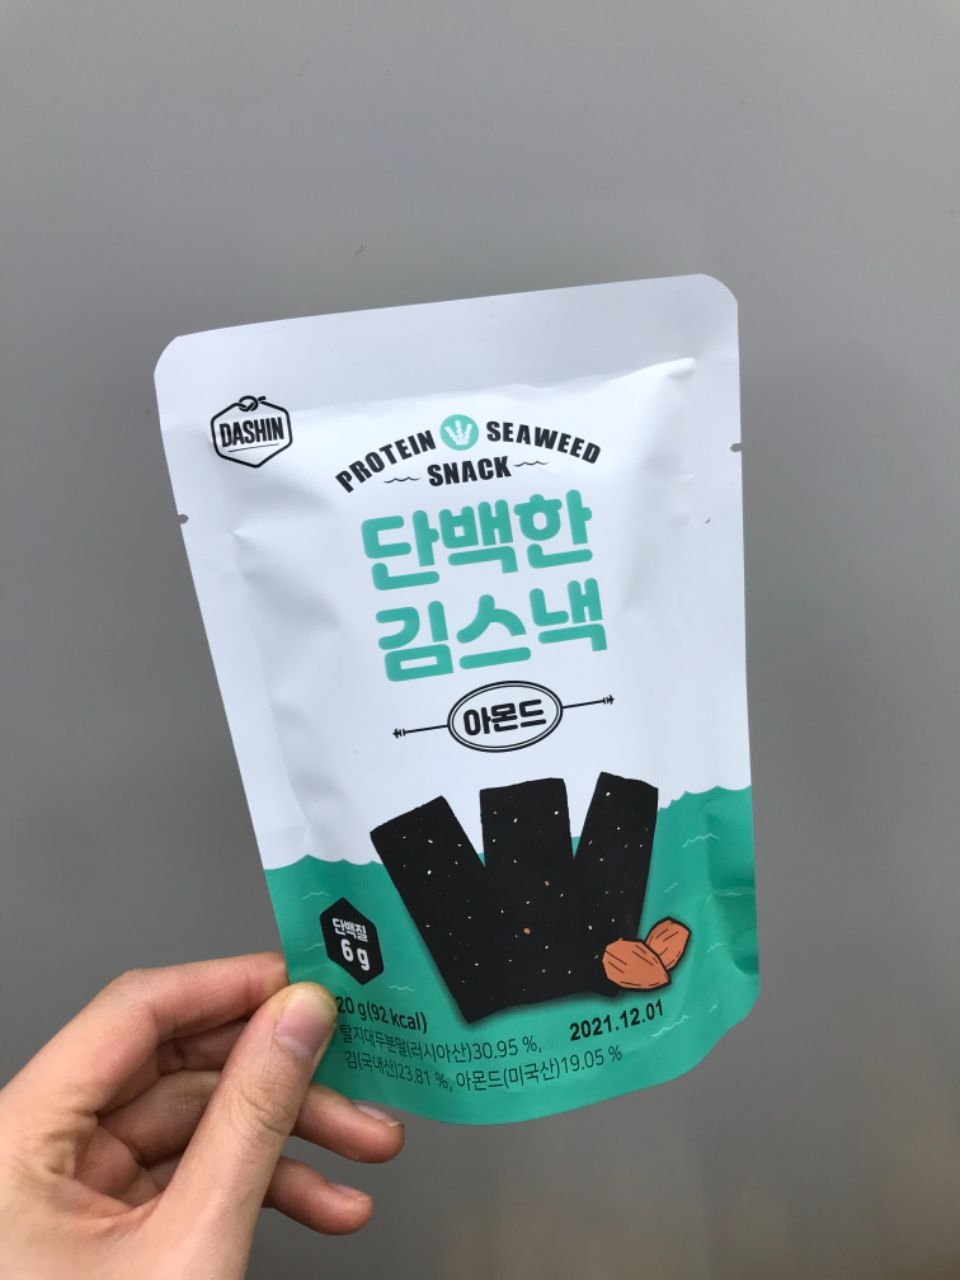 DASHIN
PROTEIN SEAWEED
SNACK
단백한
김스낵
아몬드
단백질
6 g
20 g(92 kcal)
2021.12.01
탈지대두분말(러시아산)30.95 %,
김(국내산)23.81 %, 아몬드(미국산)19.05 %